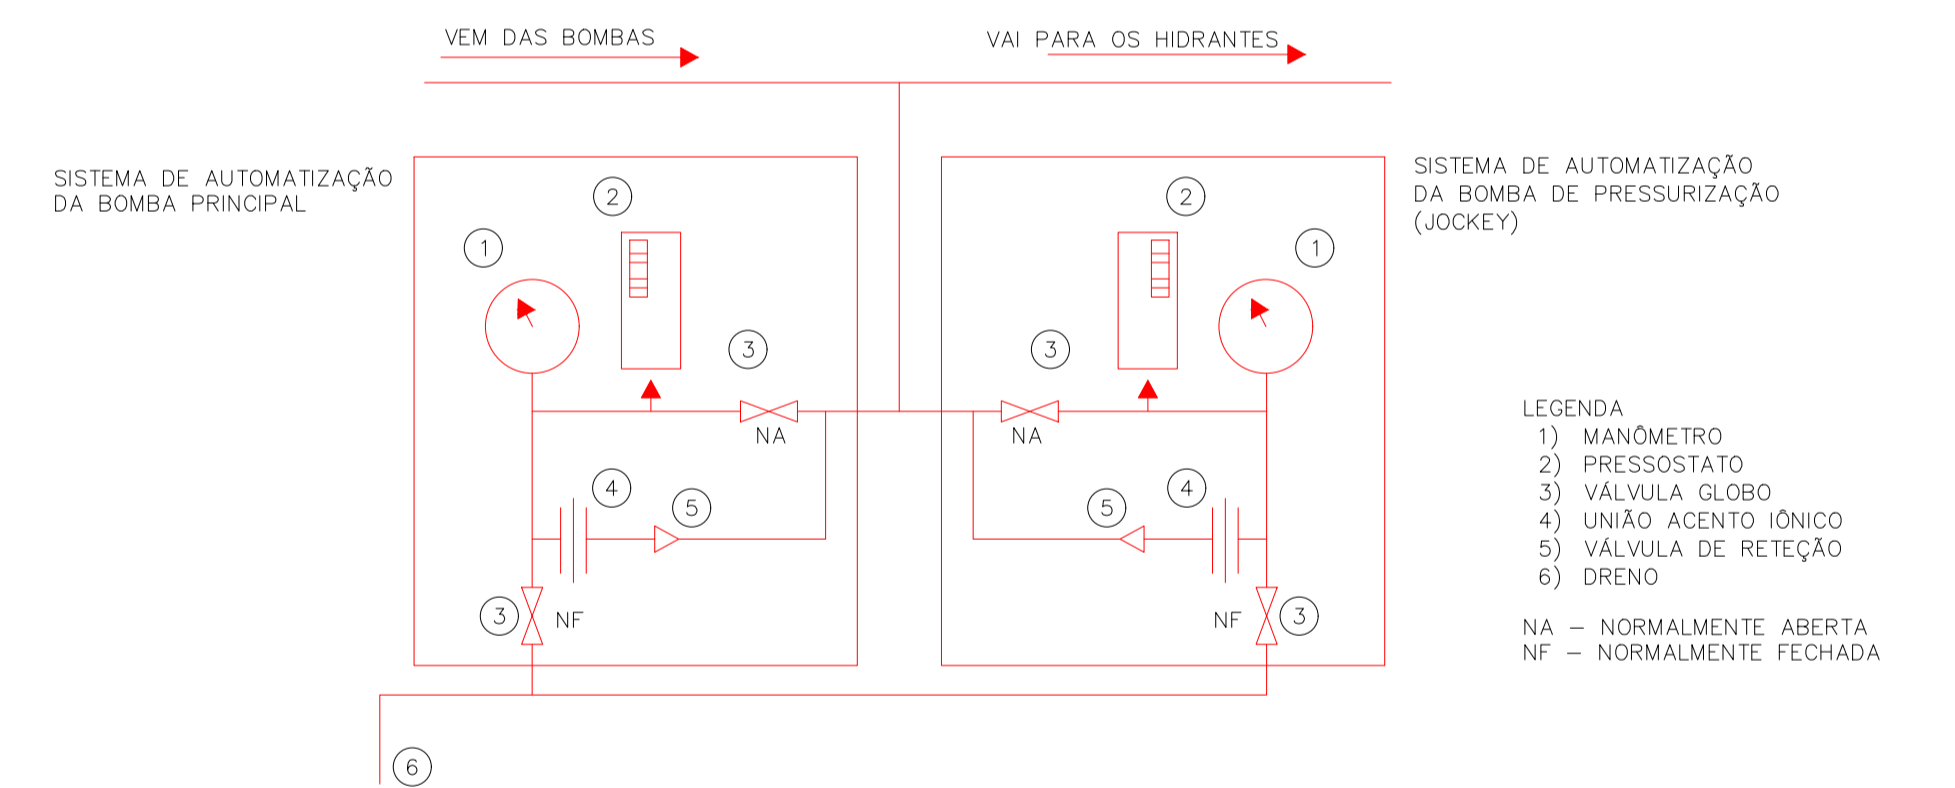 VEM DAS BOMBAS
VAI PARA OS HIDRANTES
SISTEMA DE AUTOMATIZAÇÃO
DA BOMBA PRINCIPAL
SISTEMA DE AUTOMATIZAÇÃO
DA BOMBA DE PRESSURIZAÇÃO
(JOCKEY)
2
2
1
1
3
3
NA
NA
4
5
5
4
3
NF
NF
3
6
LEGENDA
1) MANÔMETRO
2) PRESSOSTATO
3) VÁLVULA GLOBO
4) UNIÃO ACENTO IÔNICO
5) VÁLVULA DE RETEÇÃO
6) DRENO
NA – NORMALMENTE ABERTA
NF – NORMALMENTE FECHADA